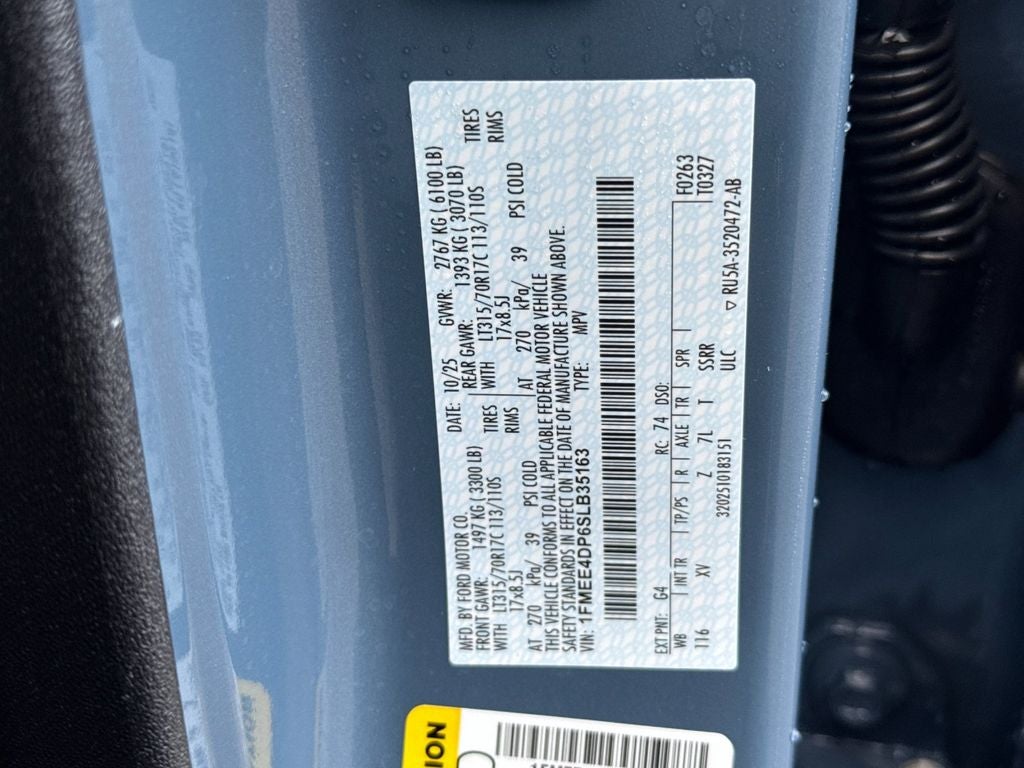 MFD. BY FORD MOTOR CO.
DATE: 10/25 GVWR: 2767 KG ( 6100 LB)
FRONT GAWR: 1497 KG ( 3300 LB) REAR GAWR: 1393 KG ( 3070 LB)
WITH LT315/70R17C 113/110S TIRES WITH LT315/70R17C 113/110S TIRES
17x8.5J RIMS 17x8.5J RIMS
AT 270 kPa/ 39 PSI COLD AT 270 kPa/ 39 PSI COLD
THIS VEHICLE CONFORMS TO ALL APPLICABLE FEDERAL MOTOR VEHICLE
SAFETY STANDARDS IN EFFECT ON THE DATE OF MANUFACTURE SHOWN ABOVE.
VIN: 1FMEE4DP6SLB35163 TYPE: MPV
EXT PNT: G4 RC: 74 DSO: F0263
WB INT TR TP/PS R AXLE TR SPR T0327
116 XV Z 7L T SSRR
3202510183151 ULC
▽ RU5A-3520472-AB